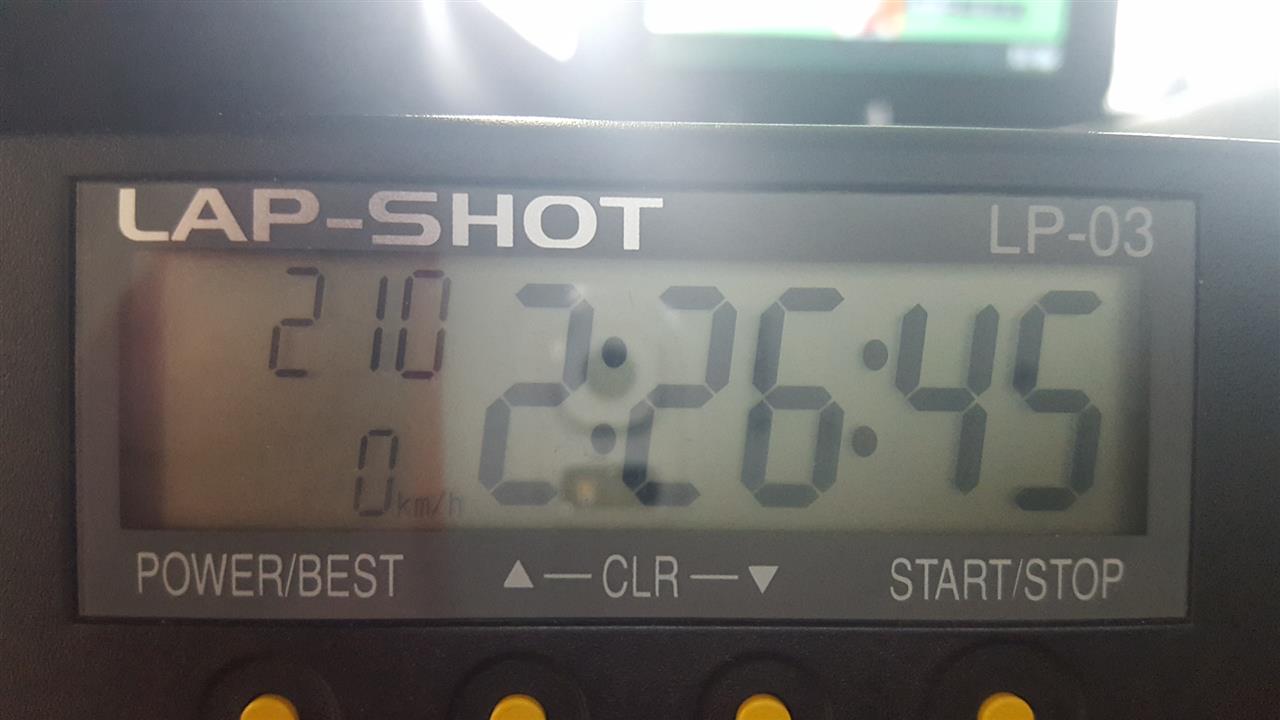 LAP-SHOT LP-03
210 2:26:45
0 km/h
POWER/BEST ▲—CLR—▼ START/STOP